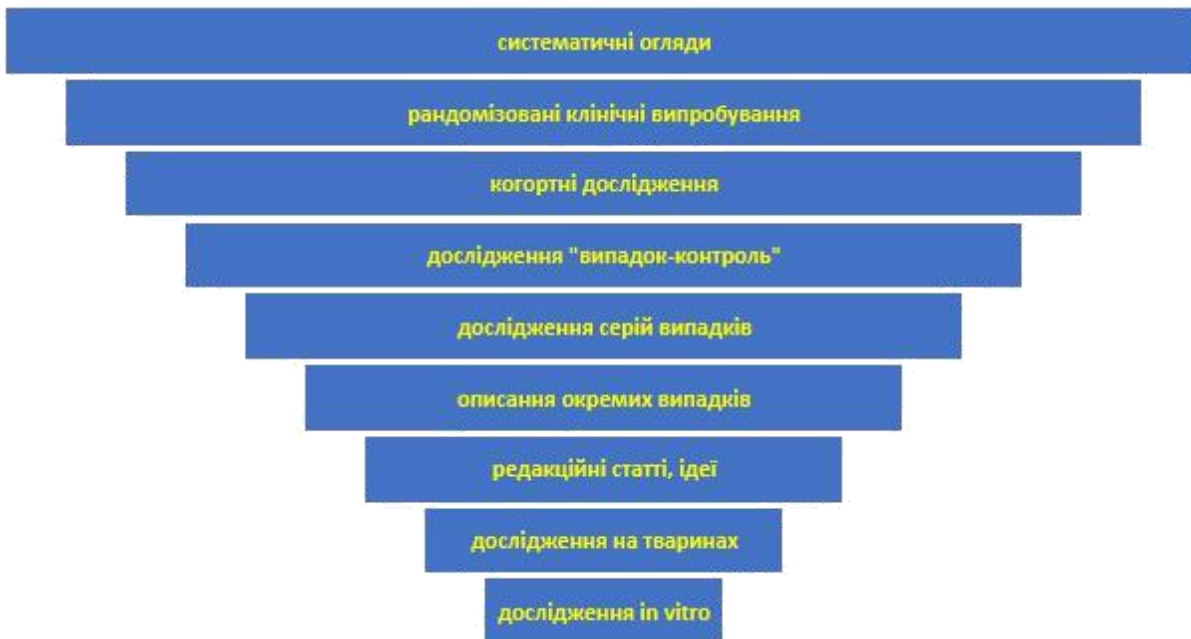 систематичні огляди
рандомізовані клінічні випробування
когортні дослідження
дослідження "випадок-контроль"
дослідження серій випадків
описання окремих випадків
редакційні статті, ідеї
дослідження на тваринах
дослідження in vitro